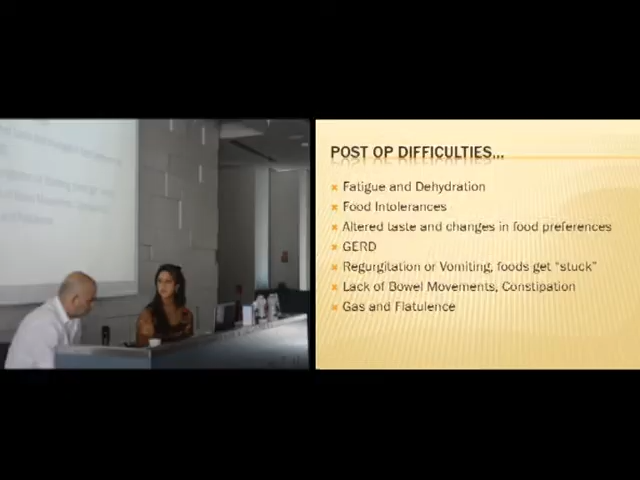 POST OP DIFFICULTIES...
Fatigue and Dehydration
Food Intolerances
Altered taste and changes in food preferences
GERD
Regurgitation or Vomiting, foods get "stuck"
Lack of Bowel Movements, Constipation
Gas and Flatulence